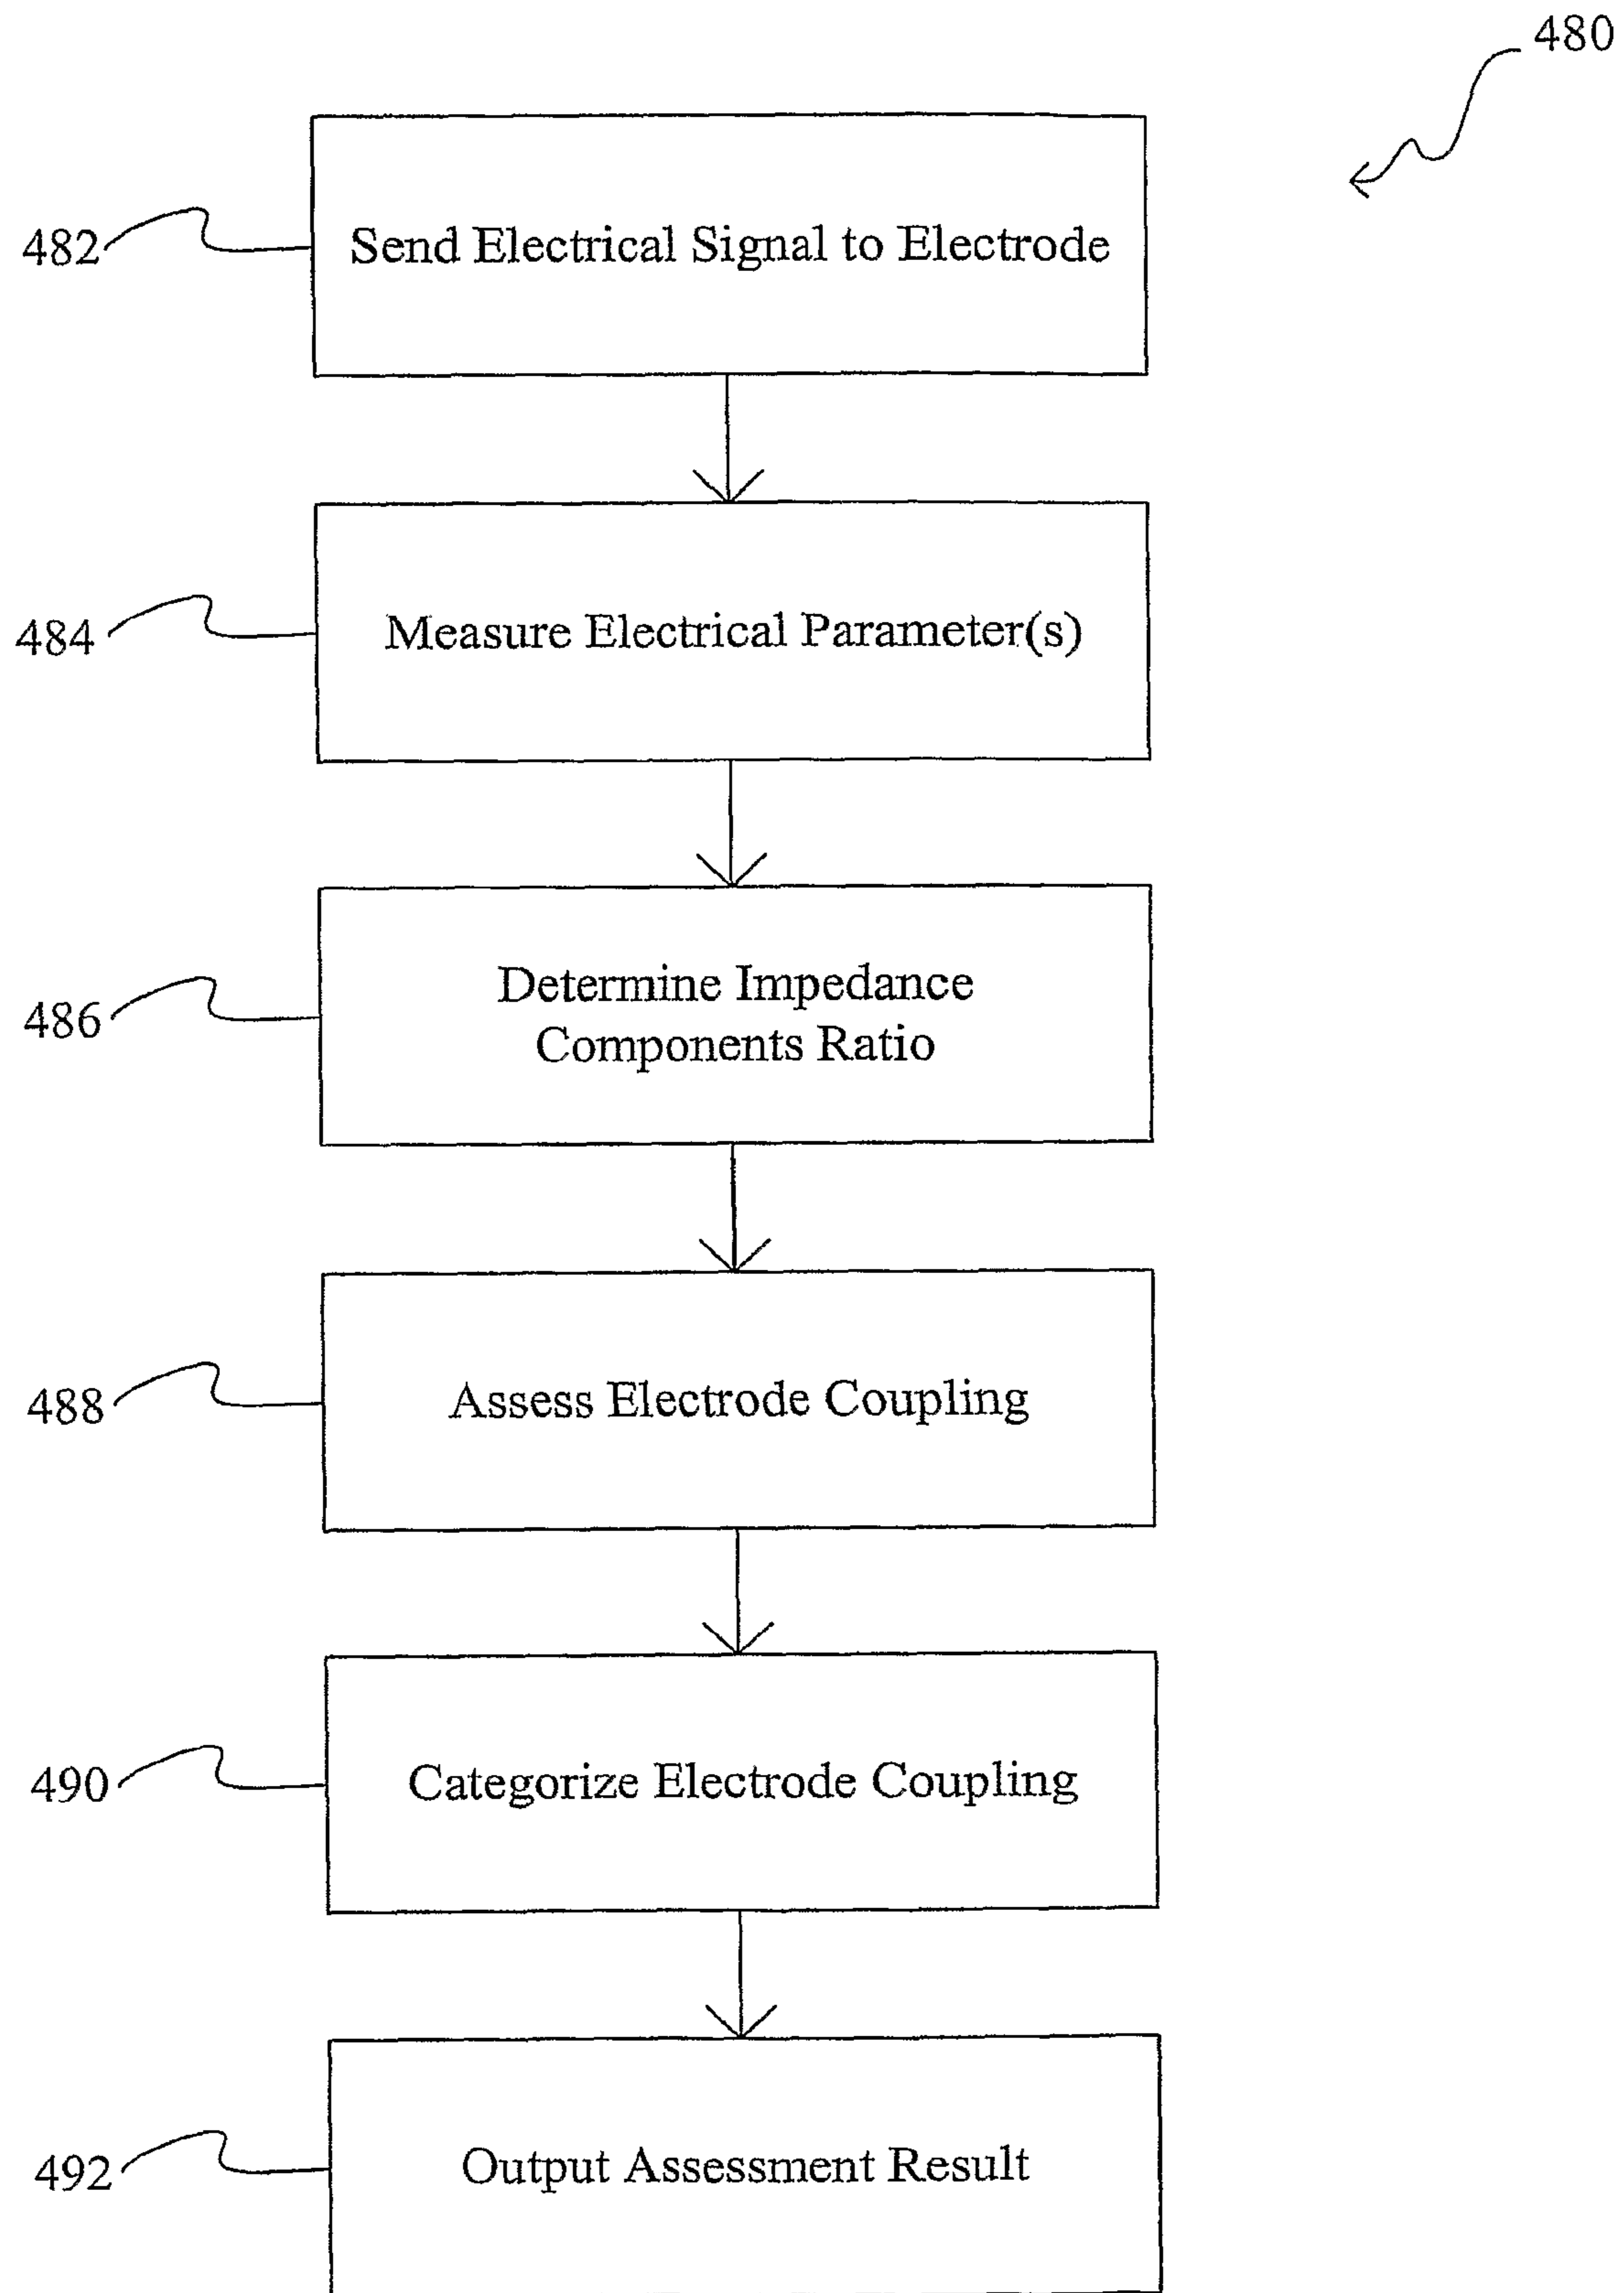 480
482
Send Electrical Signal to Electrode
484
Measure Electrical Parameter(s)
486
Determine Impedance
Components Ratio
488
Assess Electrode Coupling
490
Categorize Electrode Coupling
492
Output Assessment Result